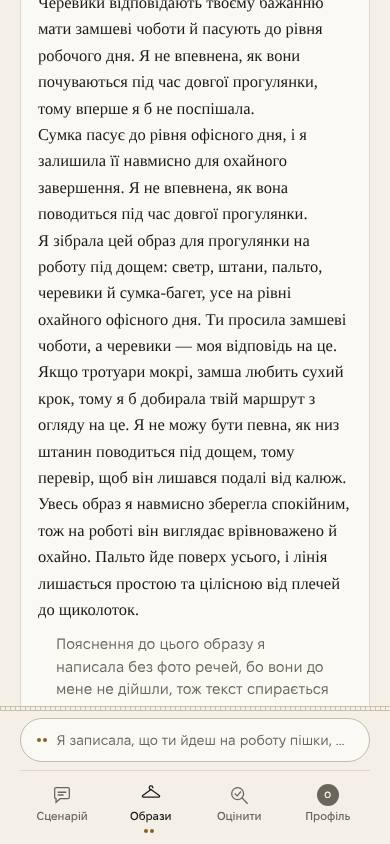 Черевики відповідають твоєму бажанню
мати замшеві чоботи й пасують до рівня
робочого дня. Я не впевнена, як вони
почуваються під час довгої прогулянки,
тому вперше я б не поспішала.
Сумка пасує до рівня офісного дня, і я
залишила її навмисно для охайного
завершення. Я не впевнена, як вона
поводиться під час довгої прогулянки.
Я зібрала цей образ для прогулянки на
роботу під дощем: светр, штани, пальто,
черевики й сумка-багет, усе на рівні
охайного офісного дня. Ти просила замшеві
чоботи, а черевики — моя відповідь на це.
Якщо тротуари мокрі, замша любить сухий
крок, тому я б добирала твій маршрут з
огляду на це. Я не можу бути певна, як низ
штанин поводиться під дощем, тому
перевір, щоб він лишався подалі від калюж.
Увесь образ я навмисно зберегла спокійним,
тож на роботі він виглядає врівноважено й
охайно. Пальто йде поверх усього, і лінія
лишається простою та цілісною від плечей
до щиколоток.
Пояснення до цього образу я
написала без фото речей, бо вони до
мене не дійшли, тож текст спирається
Я записала, що ти йдеш на роботу пішки, ...
Сценарій
Образи
Оцінити
О
Профіль